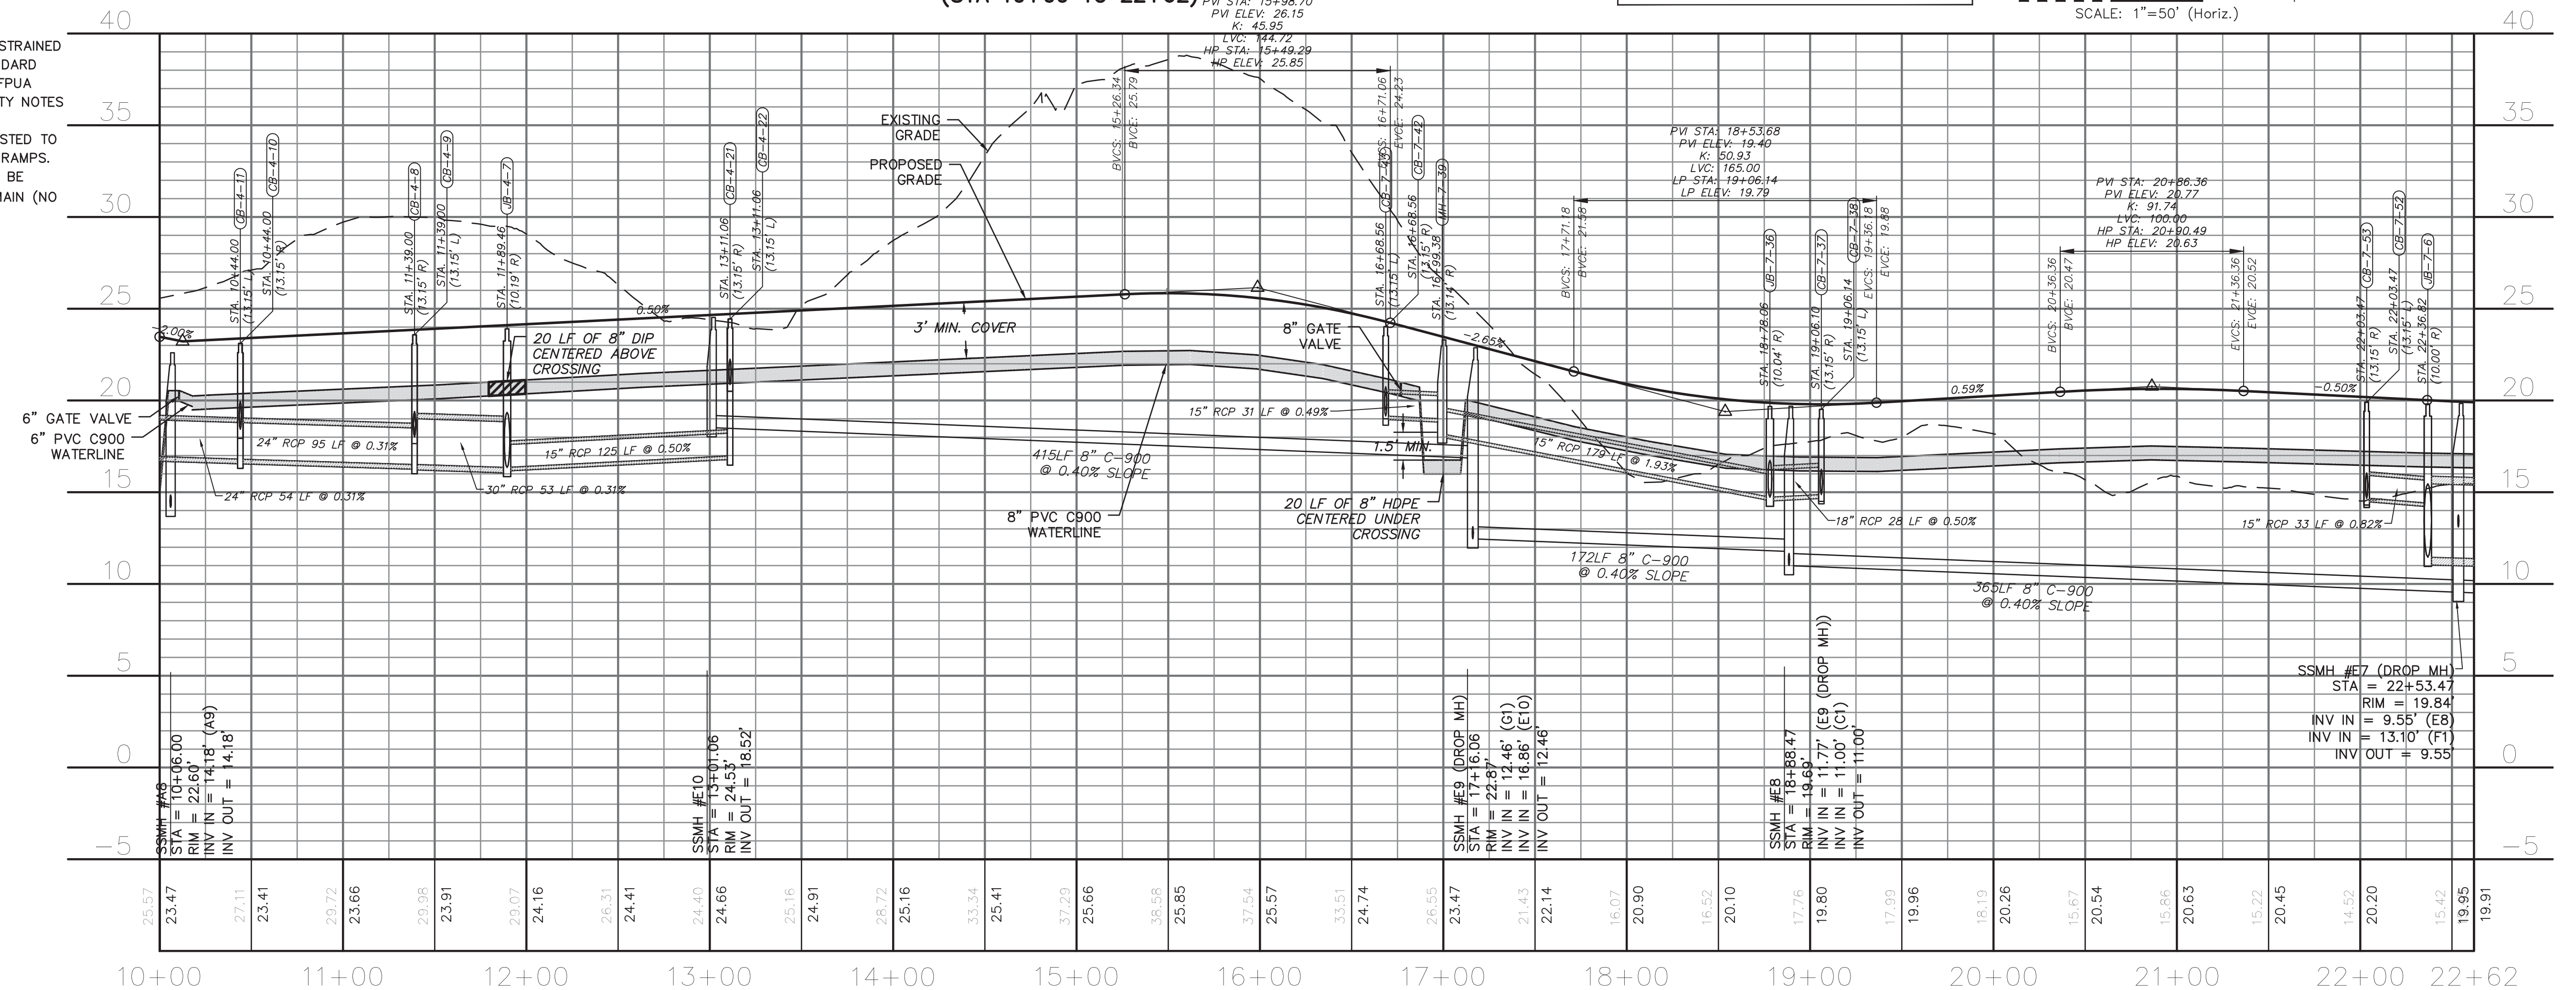 PVI STA: 15+98.70
PVI ELEV: 26.15
K: 45.95
LVC: 144.72
HP STA: 15+49.29
HP ELEV: 25.85
SCALE: 1"=50' (Horiz.)
40
40
35
35
30
30
25
25
20
20
15
15
10
10
5
5
0
0
-5
-5
STRAINED
DARD
FPUA
TY NOTES
STED TO
RAMPS.
BE
MAIN (NO
EXISTING
GRADE
PROPOSED
GRADE
BVCS: 15+26.34
BVCE: 25.79
EVCS: 16+71.06
EVCE: 24.23
PVI STA: 18+53.68
PVI ELEV: 19.40
K: 50.93
LVC: 165.00
LP STA: 19+06.14
LP ELEV: 19.79
BVCS: 17+71.18
BVCE: 21.58
EVCS: 19+36.18
EVCE: 19.88
PVI STA: 20+86.36
PVI ELEV: 20.77
K: 91.74
LVC: 100.00
HP STA: 20+90.49
HP ELEV: 20.63
BVCS: 20+36.36
BVCE: 20.47
EVCS: 21+36.36
EVCE: 20.52
CB-4-11
STA. 10+44.00
(13.15' L)
CB-4-10
STA. 10+44.00
(13.15' R)
CB-4-8
STA. 11+39.00
(13.15' R)
CB-4-9
STA. 11+39.00
(13.15' L)
JB-4-7
STA. 11+89.46
(10.19' R)
CB-4-21
STA. 13+11.06
(13.15' R)
CB-4-22
STA. 13+11.06
(13.15' L)
STA. 16+68.56
(13.15' L)
CB-7-42
STA. 16+68.56
(13.15' R)
MH-7-39
STA. 16+99.38
(13.14' R)
JB-7-36
STA. 18+78.06
(10.04' R)
CB-7-37
STA. 19+06.10
(13.15' R)
CB-7-38
STA. 19+06.14
(13.15' L)
CB-7-53
STA. 22+03.47
(13.15' R)
CB-7-52
STA. 22+03.47
(13.15' L)
JB-7-6
STA. 22+36.82
(10.00' R)
-2.00%
0.50%
-2.65%
0.59%
-0.50%
3' MIN. COVER
20 LF OF 8" DIP
CENTERED ABOVE
CROSSING
8" GATE
VALVE
6" GATE VALVE
6" PVC C900
WATERLINE
24" RCP 95 LF @ 0.31%
24" RCP 54 LF @ 0.31%
30" RCP 53 LF @ 0.31%
15" RCP 125 LF @ 0.50%
15" RCP 31 LF @ 0.49%
1.5' MIN.
415LF 8" C-900
@ 0.40% SLOPE
8" PVC C900
WATERLINE
20 LF OF 8" HDPE
CENTERED UNDER
CROSSING
15" RCP 179 LF @ 1.93%
172LF 8" C-900
@ 0.40% SLOPE
18" RCP 28 LF @ 0.50%
365LF 8" C-900
@ 0.40% SLOPE
15" RCP 33 LF @ 0.82%
SSMH #A8
STA = 10+06.00
RIM = 22.60'
INV IN = 14.18' (A9)
INV OUT = 14.18'
SSMH #E10
STA = 13+01.06
RIM = 24.53'
INV OUT = 18.52'
SSMH #E9 (DROP MH)
STA = 17+16.06
RIM = 22.87'
INV IN = 12.46' (G1)
INV IN = 16.86' (E10)
INV OUT = 12.46'
SSMH #E8
STA = 18+88.47
RIM = 19.69'
INV IN = 11.77' (E9 (DROP MH))
INV IN = 11.00' (C1)
INV OUT = 11.00'
SSMH #E7 (DROP MH)
STA = 22+53.47
RIM = 19.84'
INV IN = 9.55' (E8)
INV IN = 13.10' (F1)
INV OUT = 9.55'
25.57
23.47
27.11
23.41
29.72
23.66
29.98
23.91
29.07
24.16
26.31
24.41
24.40
24.66
25.16
24.91
28.72
25.16
33.34
25.41
37.29
25.66
38.58
25.85
37.54
25.57
33.51
24.74
26.55
23.47
21.43
22.14
16.07
20.90
16.52
20.10
17.76
19.80
17.99
19.96
18.19
20.26
15.67
20.54
15.86
20.63
15.22
20.45
14.52
20.20
15.42
19.95
19.91
10+00
11+00
12+00
13+00
14+00
15+00
16+00
17+00
18+00
19+00
20+00
21+00
22+00
22+62